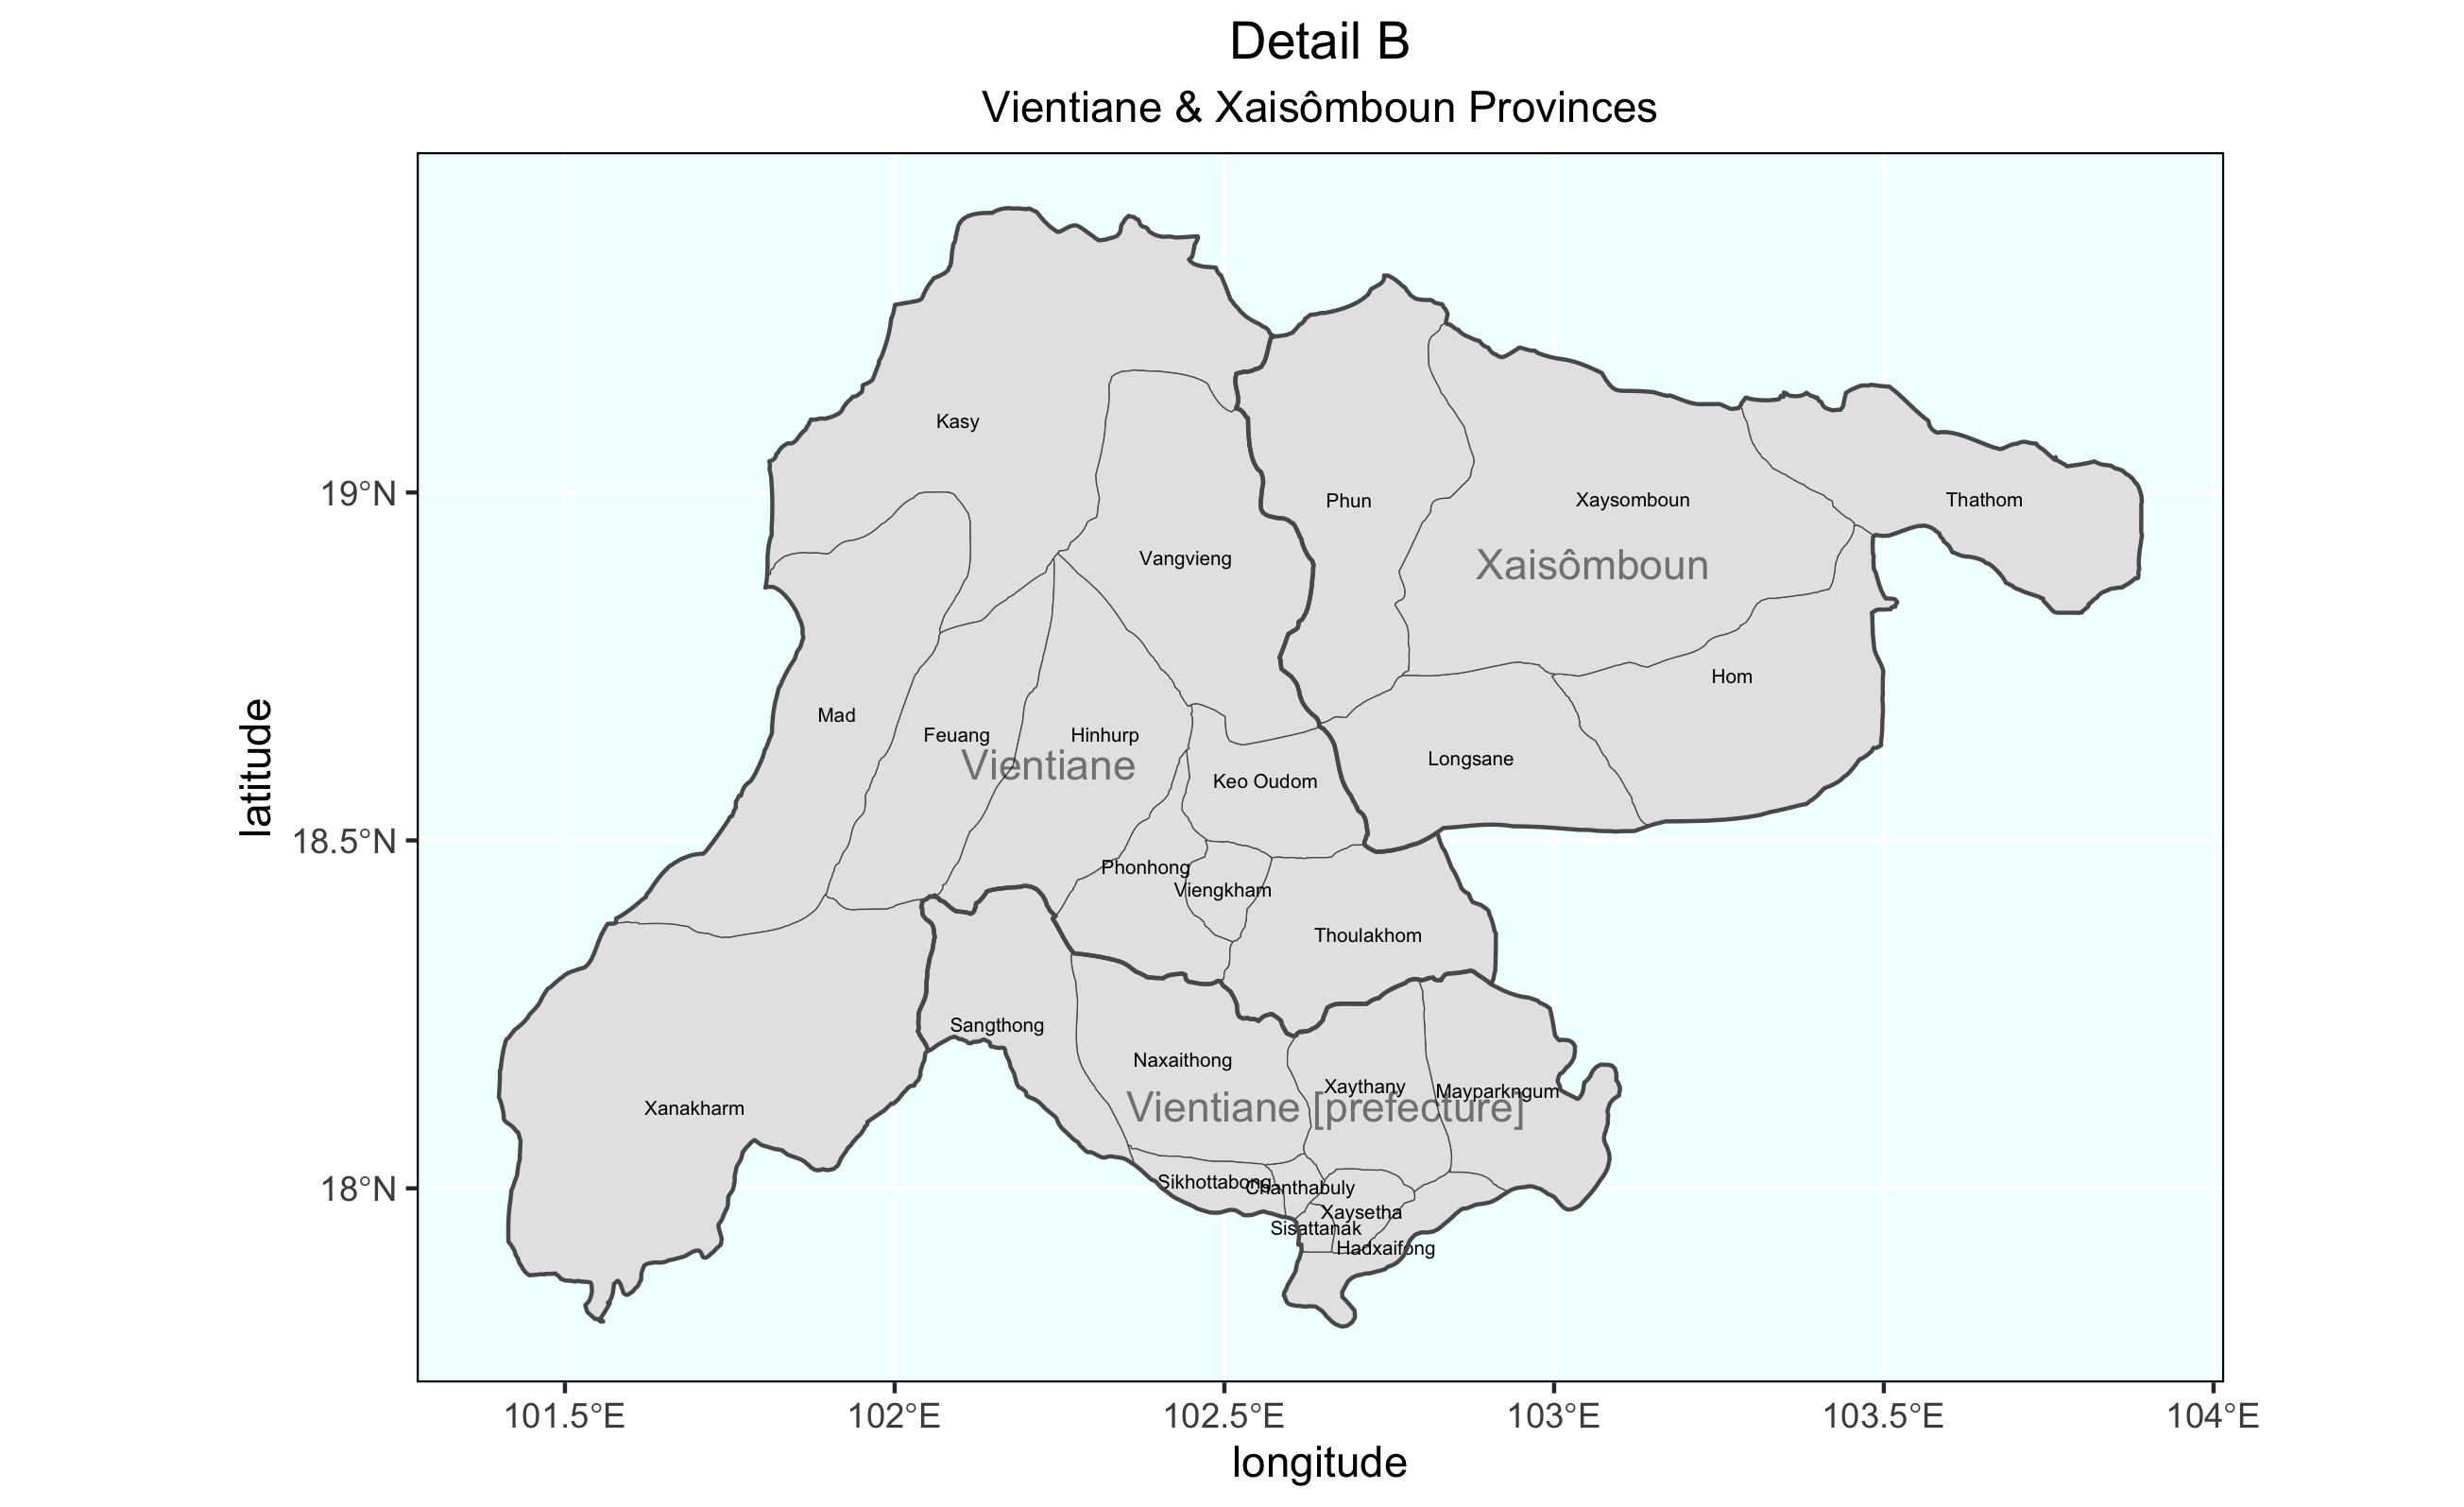 Detail B
Vientiane & Xaisômboun Provinces
Kasy
19°N
Phun
Xaysomboun
Thathom
Vangvieng
Xaisômboun
Hom
Mad
latitude
Feuang
Hinhurp
Vientiane
Longsane
Keo Oudom
18.5°N
Phonhong
Viengkham
Thoulakhom
Sangthong
Naxaithong
Xaythany
Mayparkngum
Xanakharm
Vientiane [prefecture]
18°N
Sikhottabong
Chanthabuly
Xaysetha
Sisattanak
Hadxaifong
101.5°E
102°E
102.5°E
103°E
103.5°E
104°E
longitude